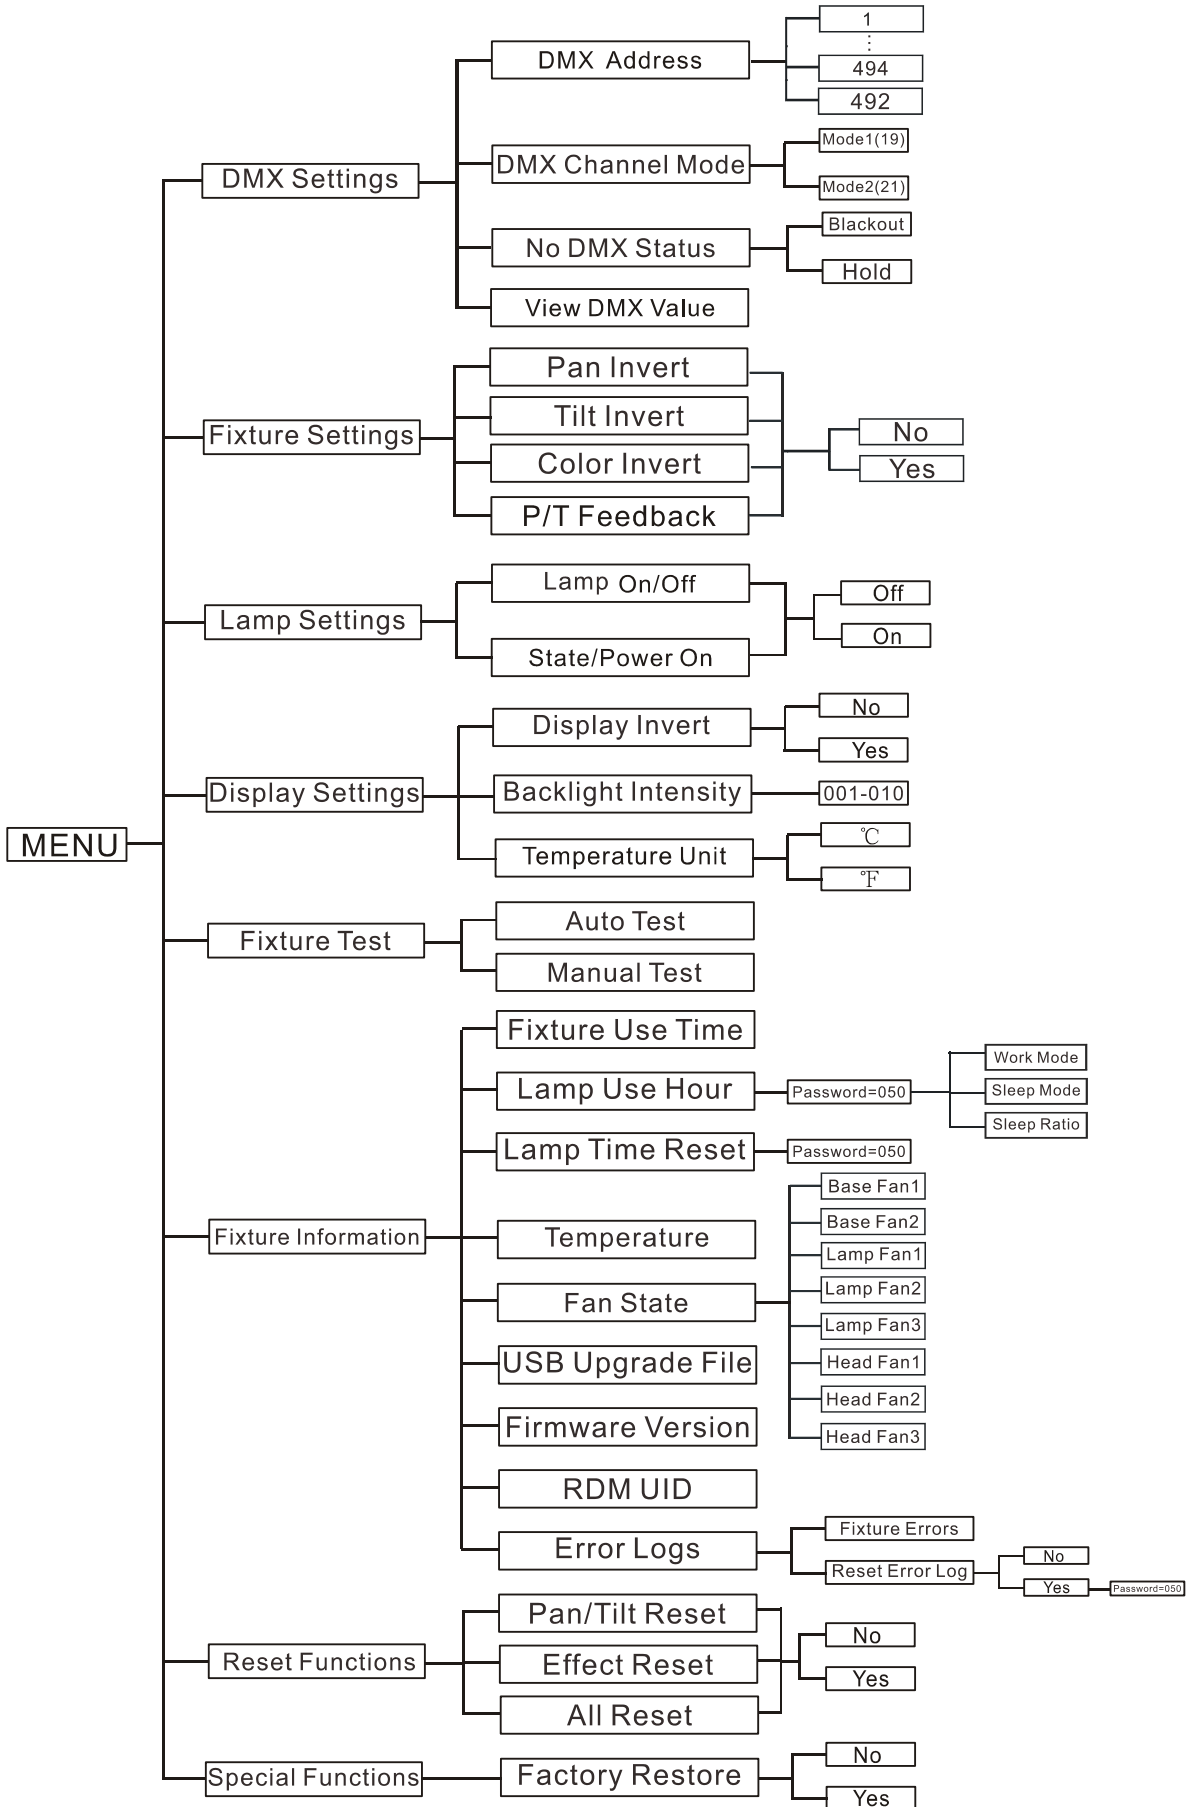 MENU
DMX Settings
DMX Address
1
⋮
494
492
DMX Channel Mode
Mode1(19)
Mode2(21)
No DMX Status
Blackout
Hold
View DMX Value
Fixture Settings
Pan Invert
Tilt Invert
Color Invert
P/T Feedback
No
Yes
Lamp Settings
Lamp On/Off
State/Power On
Off
On
Display Settings
Display Invert
No
Yes
Backlight Intensity
001-010
Temperature Unit
℃
℉
Fixture Test
Auto Test
Manual Test
Fixture Information
Fixture Use Time
Lamp Use Hour
Password=050
Work Mode
Sleep Mode
Sleep Ratio
Lamp Time Reset
Password=050
Temperature
Fan State
Base Fan1
Base Fan2
Lamp Fan1
Lamp Fan2
Lamp Fan3
Head Fan1
Head Fan2
Head Fan3
USB Upgrade File
Firmware Version
RDM UID
Error Logs
Fixture Errors
Reset Error Log
No
Yes
Password=050
Reset Functions
Pan/Tilt Reset
Effect Reset
All Reset
No
Yes
Special Functions
Factory Restore
No
Yes